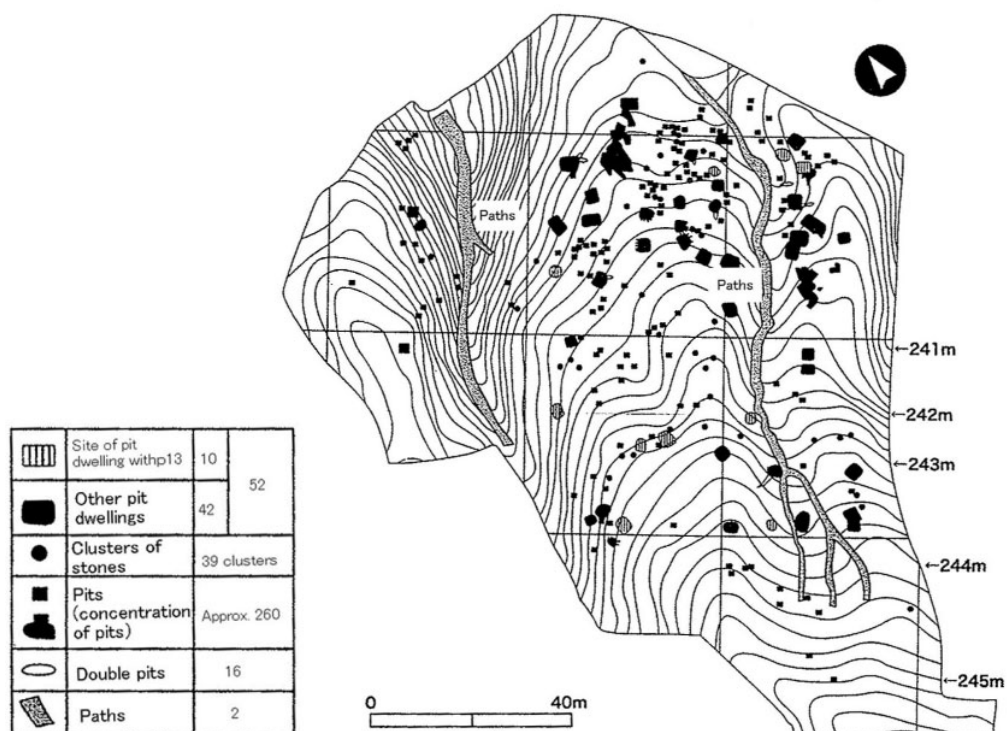 Paths
Paths
←241m
←242m
←243m
←244m
←245m
Site of pit
dwelling withp13
10
52
Other pit
dwellings
42
Clusters of
stones
39 clusters
Pits
(concentration
of pits)
Approx. 260
Double pits
16
Paths
2
0
40m